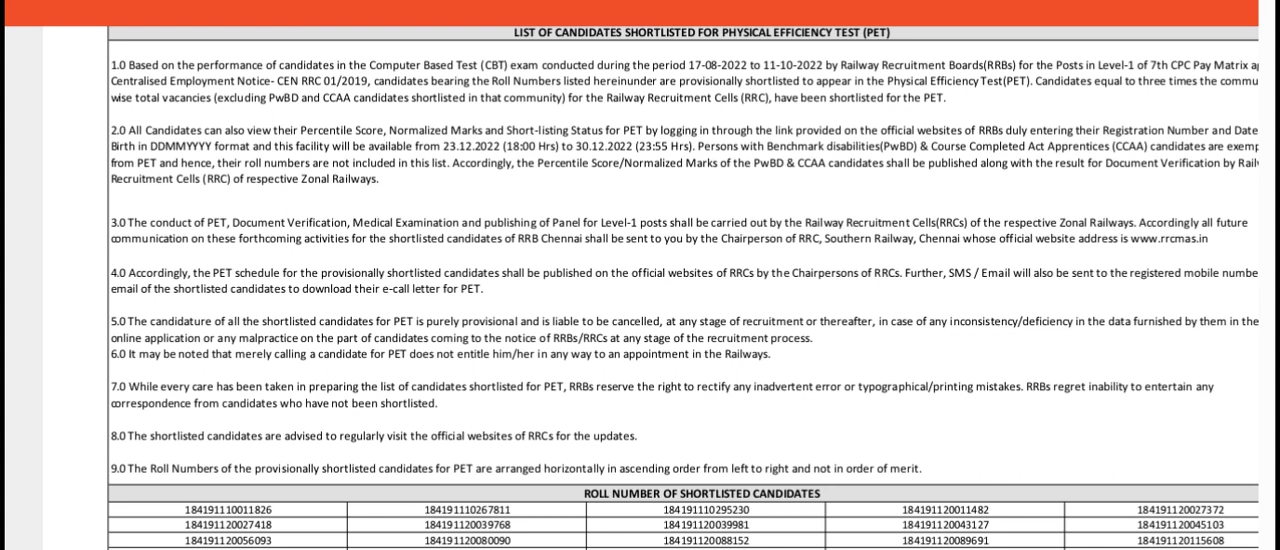 LIST OF CANDIDATES SHORTLISTED FOR PHYSICAL EFFICIENCY TEST (PET)
1.0 Based on the performance of candidates in the Computer Based Test (CBT) exam conducted during the period 17-08-2022 to 11-10-2022 by Railway Recruitment Boards(RRBs) for the Posts in Level-1 of 7th CPC Pay Matrix
Centralised Employment Notice- CEN RRC 01/2019, candidates bearing the Roll Numbers listed hereinunder are provisionally shortlisted to appear in the Physical Efficiency Test(PET). Candidates equal to three times the commu
wise total vacancies (excluding PwBD and CCAA candidates shortlisted in that community) for the Railway Recruitment Cells (RRC), have been shortlisted for the PET.
2.0 All Candidates can also view their Percentile Score, Normalized Marks and Short-listing Status for PET by logging in through the link provided on the official websites of RRBs duly entering their Registration Number and Date
Birth in DDMMYYYY format and this facility will be available from 23.12.2022 (18:00 Hrs) to 30.12.2022 (23:55 Hrs). Persons with Benchmark disabilities(PwBD) & Course Completed Act Apprentices (CCAA) candidates are exemp
from PET and hence, their roll numbers are not included in this list. Accordingly, the Percentile Score/Normalized Marks of the PwBD & CCAA candidates shall be published along with the result for Document Verification by Rail
Recruitment Cells (RRC) of respective Zonal Railways.
3.0 The conduct of PET, Document Verification, Medical Examination and publishing of Panel for Level-1 posts shall be carried out by the Railway Recruitment Cells(RRCs) of the respective Zonal Railways. Accordingly all future
communication on these forthcoming activities for the shortlisted candidates of RRB Chennai shall be sent to you by the Chairperson of RRC, Southern Railway, Chennai whose official website address is www.rrcmas.in
4.0 Accordingly, the PET schedule for the provisionally shortlisted candidates shall be published on the official websites of RRCs by the Chairpersons of RRCs. Further, SMS / Email will also be sent to the registered mobile numbe
email of the shortlisted candidates to download their e-call letter for PET.
5.0 The candidature of all the shortlisted candidates for PET is purely provisional and is liable to be cancelled, at any stage of recruitment or thereafter, in case of any inconsistency/deficiency in the data furnished by them in the
online application or any malpractice on the part of candidates coming to the notice of RRBs/RRCs at any stage of the recruitment process.
6.0 It may be noted that merely calling a candidate for PET does not entitle him/her in any way to an appointment in the Railways.
7.0 While every care has been taken in preparing the list of candidates shortlisted for PET, RRBs reserve the right to rectify any inadvertent error or typographical/printing mistakes. RRBs regret inability to entertain any
correspondence from candidates who have not been shortlisted.
8.0 The shortlisted candidates are advised to regularly visit the official websites of RRCs for the updates.
9.0 The Roll Numbers of the provisionally shortlisted candidates for PET are arranged horizontally in ascending order from left to right and not in order of merit.
ROLL NUMBER OF SHORTLISTED CANDIDATES
184191110011826 184191110267811 184191110295230 184191120011482 184191120027372
184191120027418 184191120039768 184191120039981 184191120043127 184191120045103
184191120056093 184191120080090 184191120088152 184191120089691 184191120115608